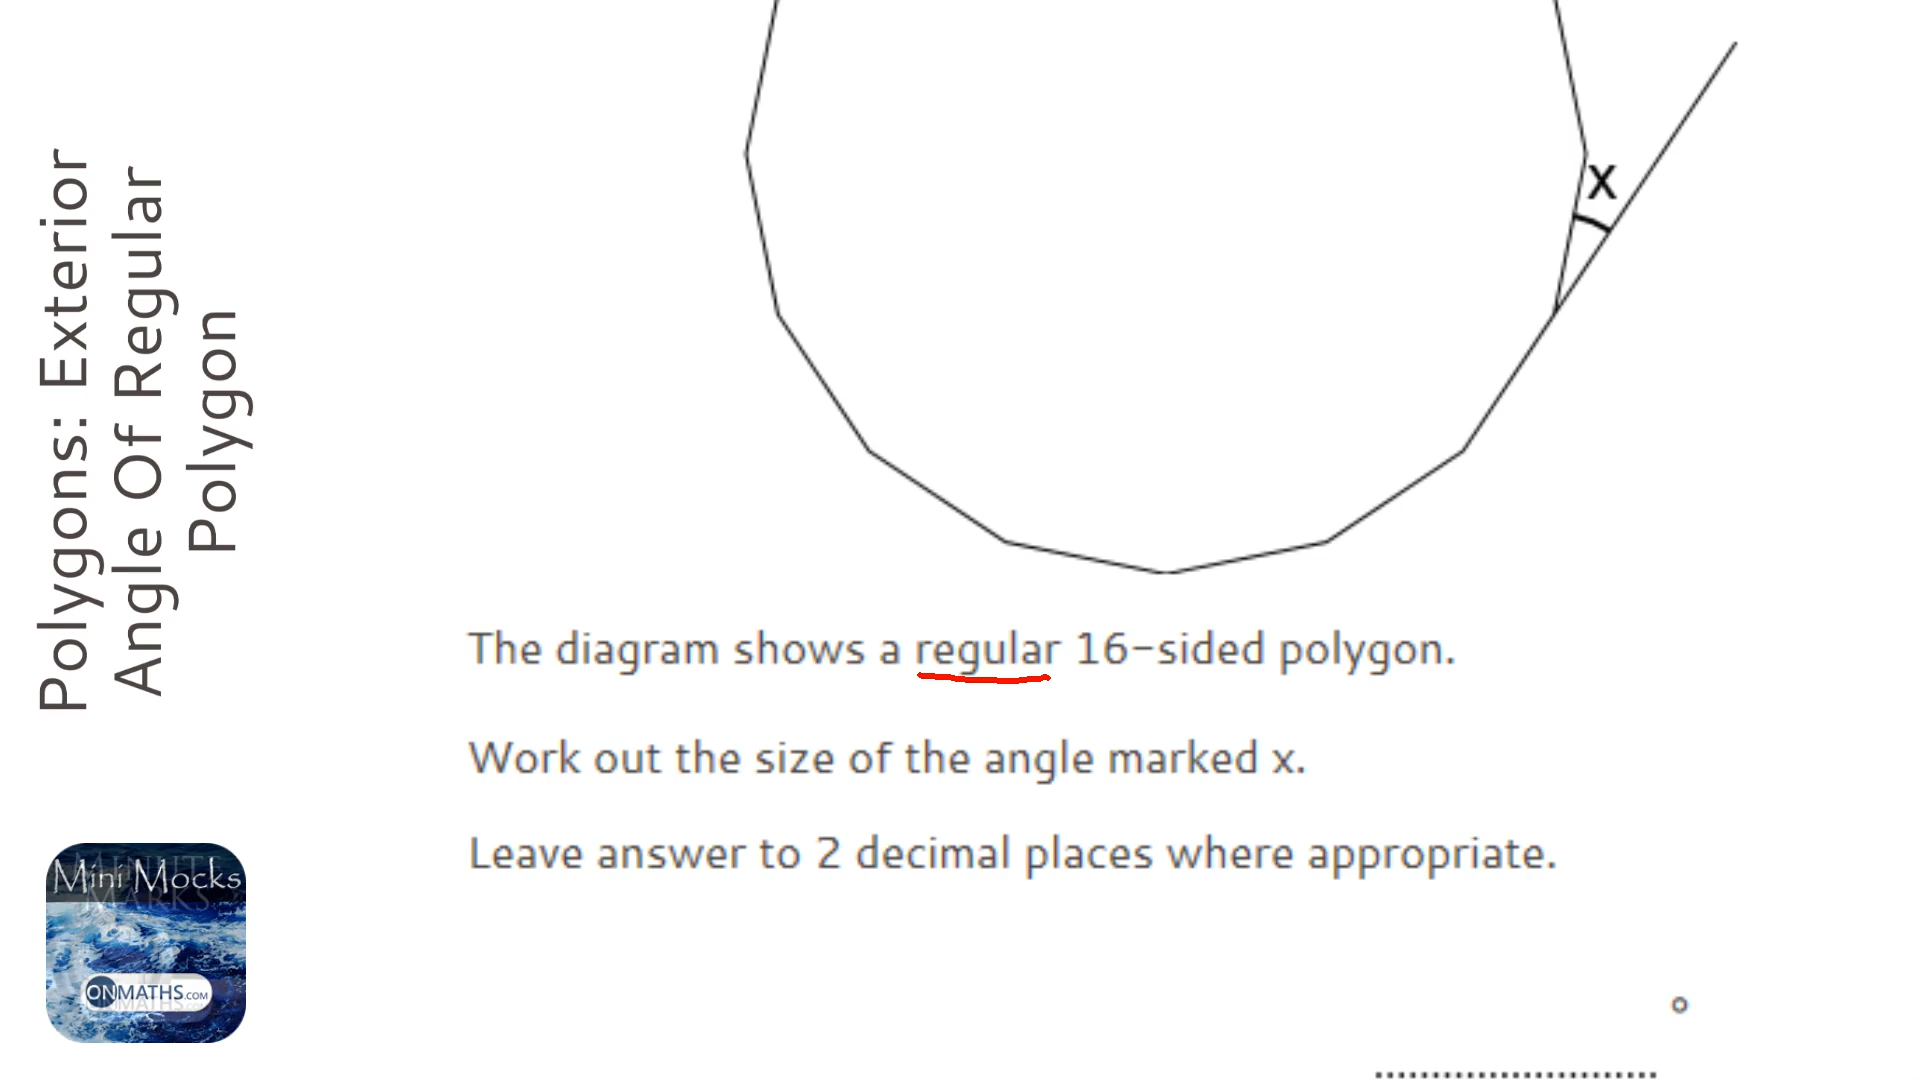 Polygons: Exterior
Angle Of Regular
Polygon
x
The diagram shows a regular 16-sided polygon.
Work out the size of the angle marked x.
Leave answer to 2 decimal places where appropriate.
°
Mini Mocks
ONMATHS.COM